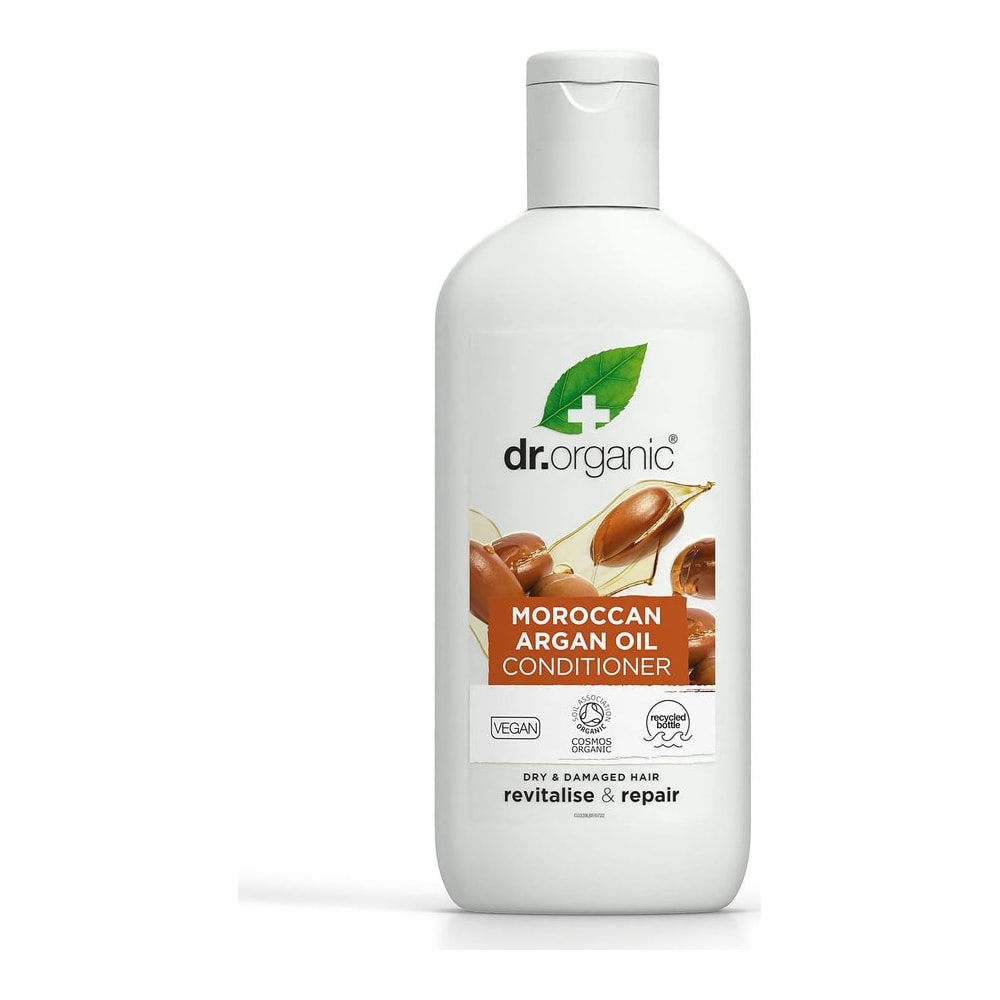 dr.organic®
MOROCCAN
ARGAN OIL
CONDITIONER
VEGAN
SOIL ASSOCIATION
ORGANIC
COSMOS
ORGANIC
recycled
bottle
DRY & DAMAGED HAIR
revitalise & repair